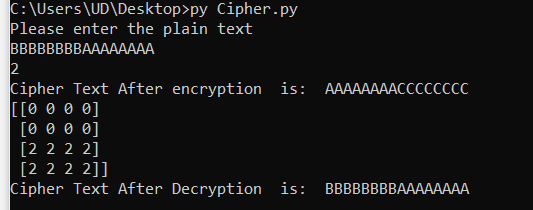 C:\Users\UD\Desktop>py Cipher.py
Please enter the plain text
BBBBBBBBAAAAAAAA
2
Cipher Text After encryption  is:  AAAAAAAACCCCCCCC
[[0 0 0 0]
 [0 0 0 0]
 [2 2 2 2]
 [2 2 2 2]]
Cipher Text After Decryption  is:  BBBBBBBBAAAAAAAA